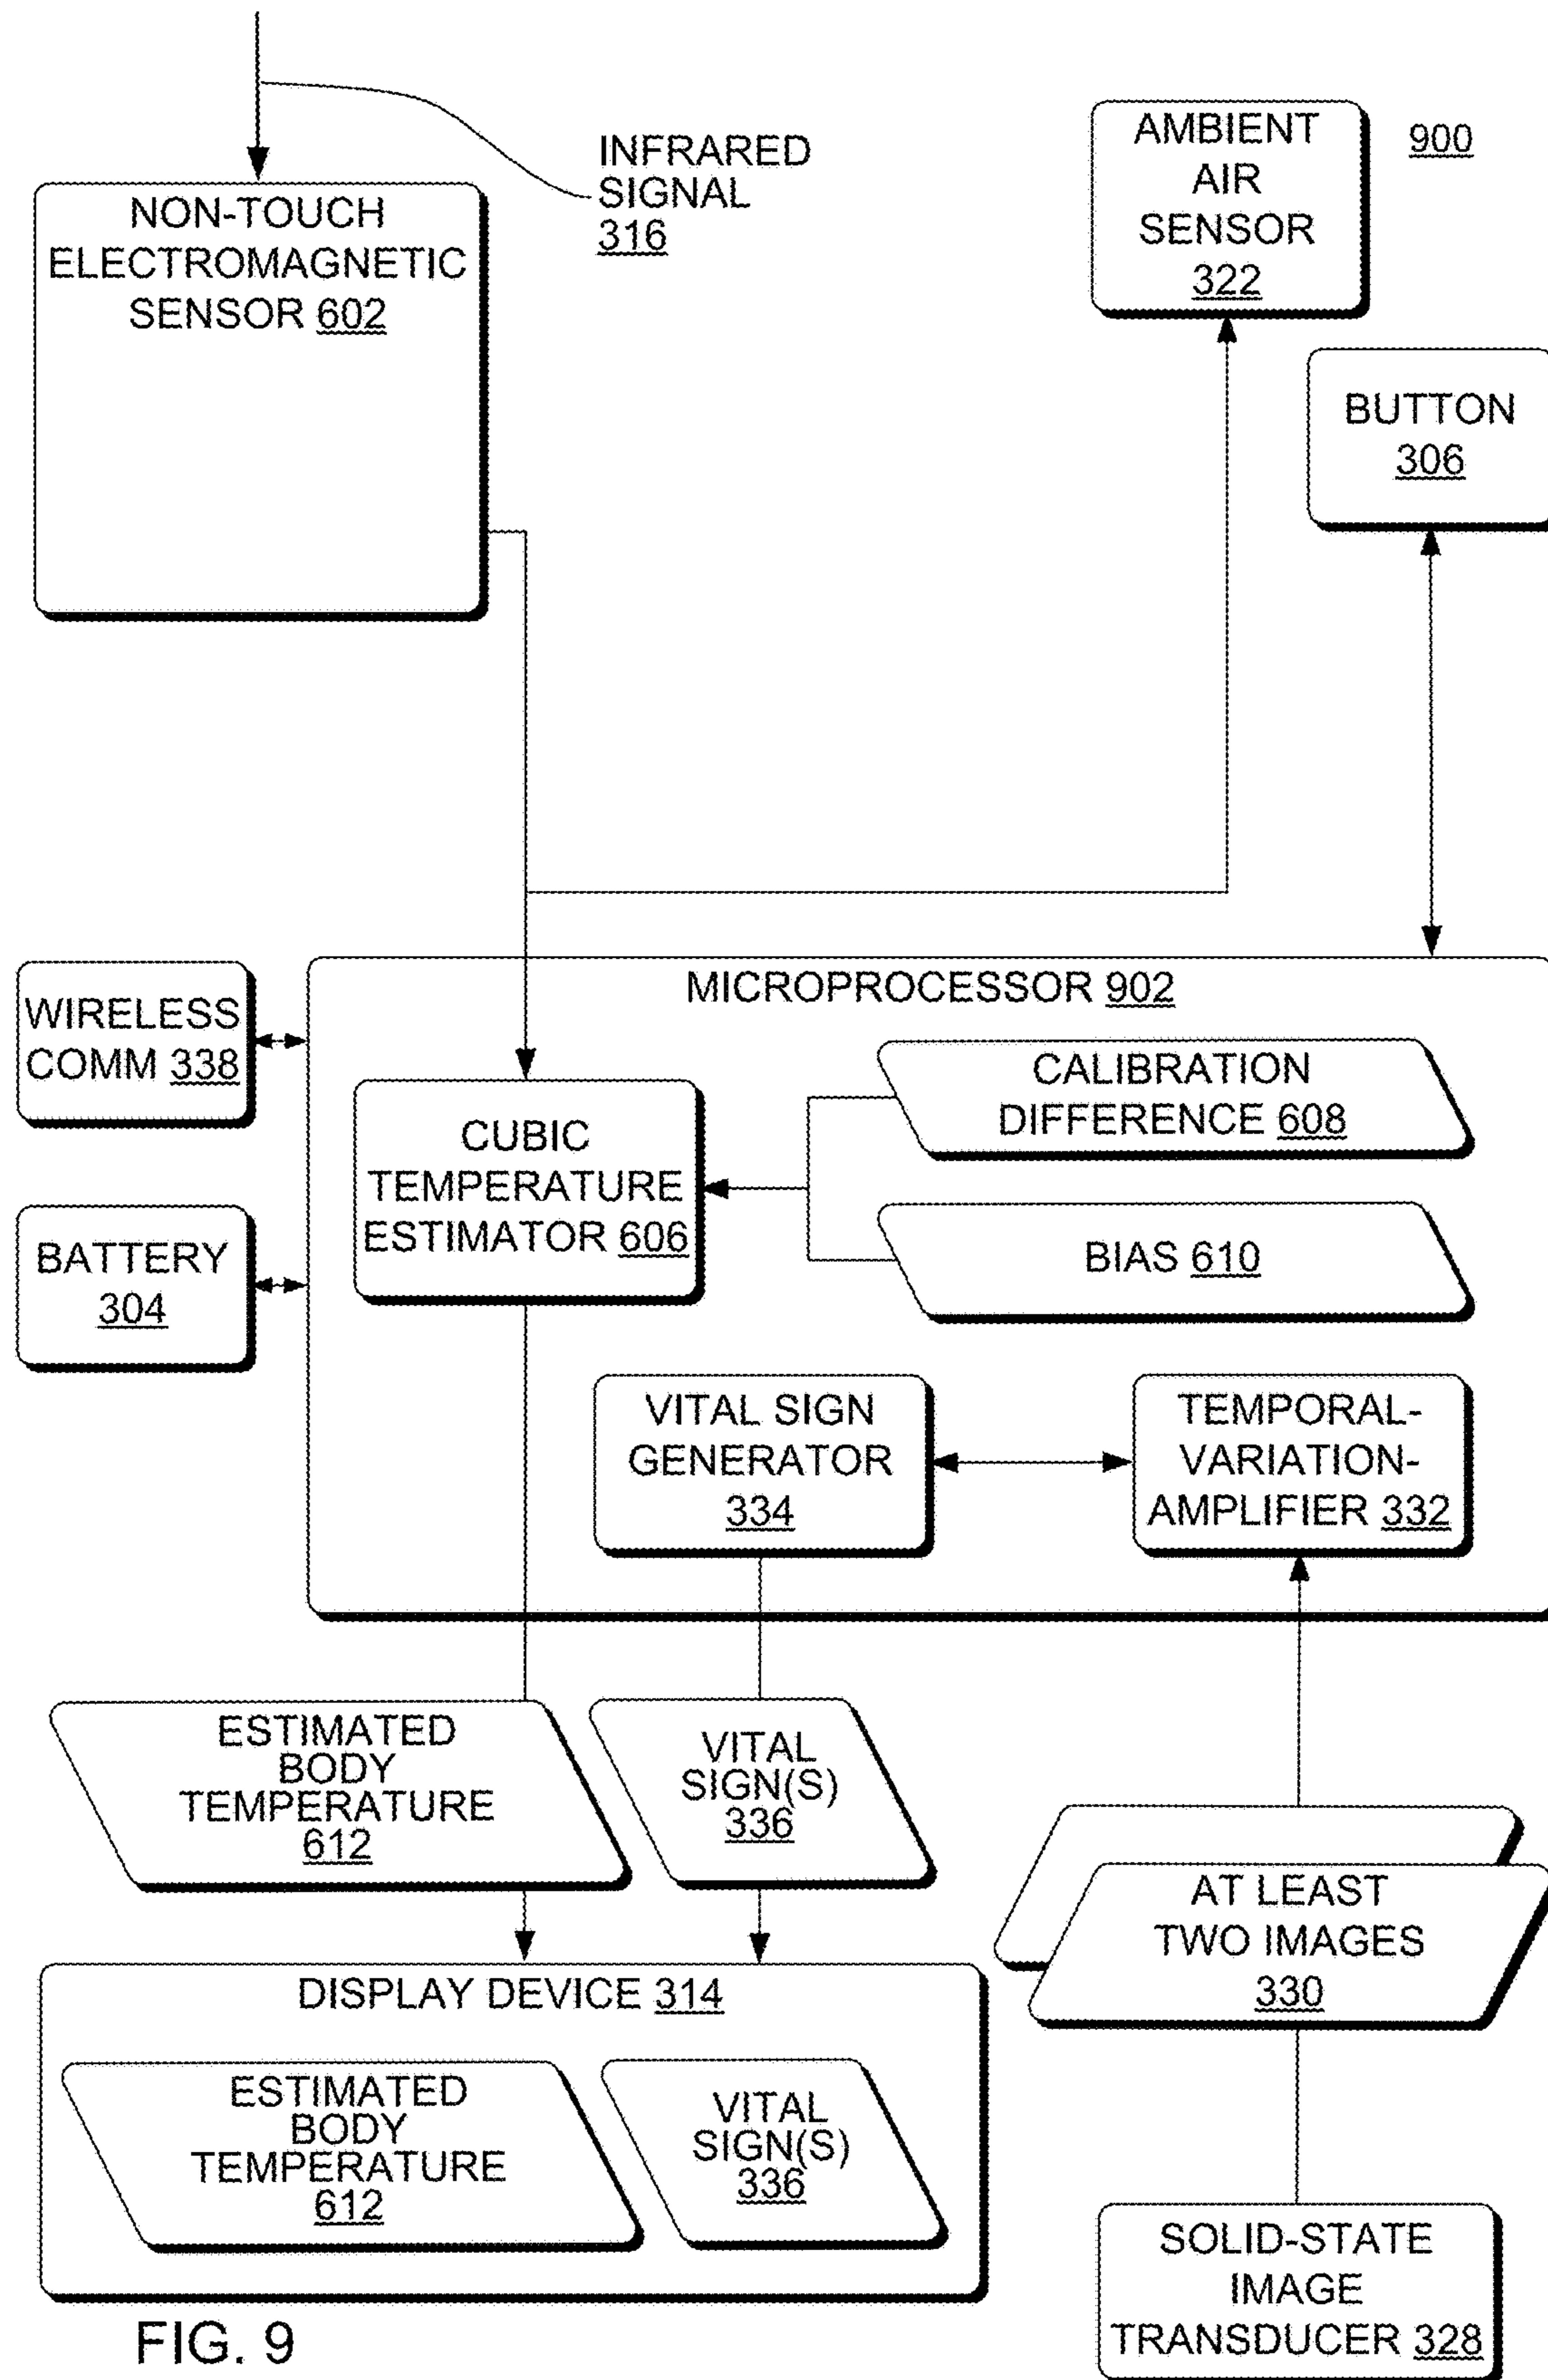 INFRARED
SIGNAL
316
AMBIENT
AIR
SENSOR
322
900
NON-TOUCH
ELECTROMAGNETIC
SENSOR 602
BUTTON
306
MICROPROCESSOR 902
WIRELESS
COMM 338
BATTERY
304
CUBIC
TEMPERATURE
ESTIMATOR 606
CALIBRATION
DIFFERENCE 608
BIAS 610
VITAL SIGN
GENERATOR
334
TEMPORAL-
VARIATION-
AMPLIFIER 332
ESTIMATED
BODY
TEMPERATURE
612
VITAL
SIGN(S)
336
AT LEAST
TWO IMAGES
330
DISPLAY DEVICE 314
ESTIMATED
BODY
TEMPERATURE
612
VITAL
SIGN(S)
336
SOLID-STATE
IMAGE
TRANSDUCER 328
FIG. 9